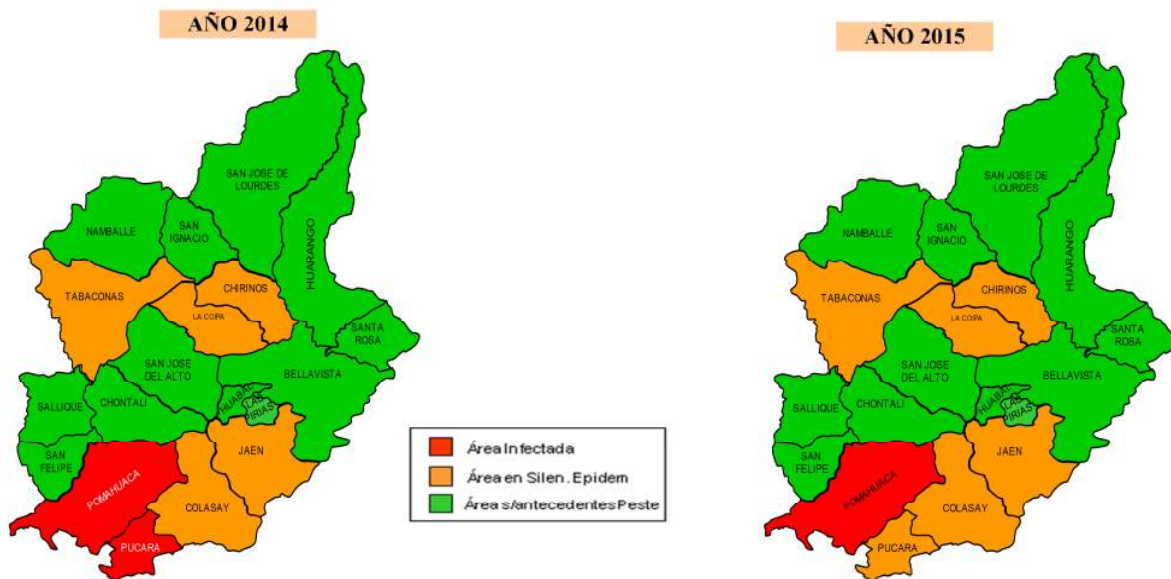 AÑO 2014
SAN JOSE DE
LOURDES
NAMBALLE
SAN
IGNACIO
HUARANGO
TABACONAS
CHIRINOS
LA COIPA
SANTA
ROSA
SAN JOSE
DEL ALTO
BELLAVISTA
SALLIQUE
CHONTALI
HUABAL
LAS
PIRIAS
SAN
FELIPE
JAEN
POMAHUACA
COLASAY
PUCARA
Área Infectada
Área en Silen. Epidem
Área s/antecedentes Peste
AÑO 2015
SAN JOSE DE
LOURDES
NAMBALLE
SAN
IGNACIO
HUARANGO
TABACONAS
CHIRINOS
LA COIPA
SANTA
ROSA
SAN JOSE
DEL ALTO
BELLAVISTA
SALLIQUE
CHONTALI
HUABAL
LAS
PIRIAS
SAN
FELIPE
JAEN
POMAHUACA
COLASAY
PUCARA